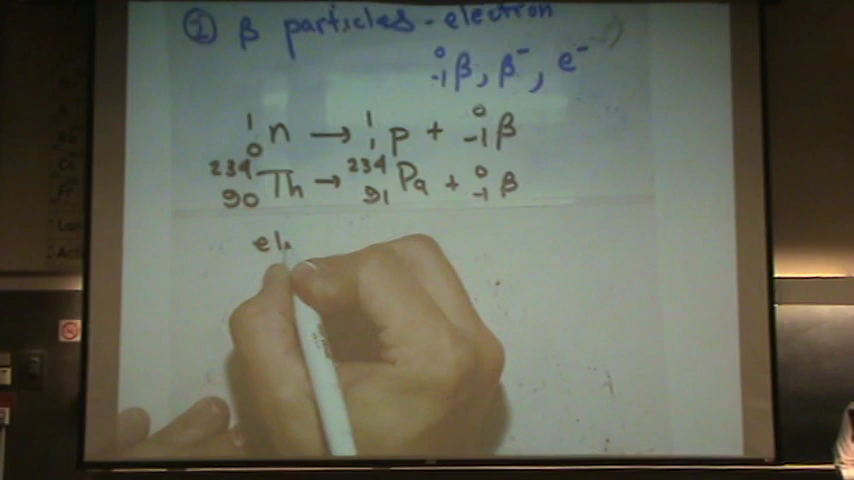 ② β particles - electron
⁰₋₁β, β⁻, e⁻
¹₀n → ¹₁p + ⁰₋₁β
²³⁴₉₀Th → ²³⁴₉₁Pa + ⁰₋₁β
el